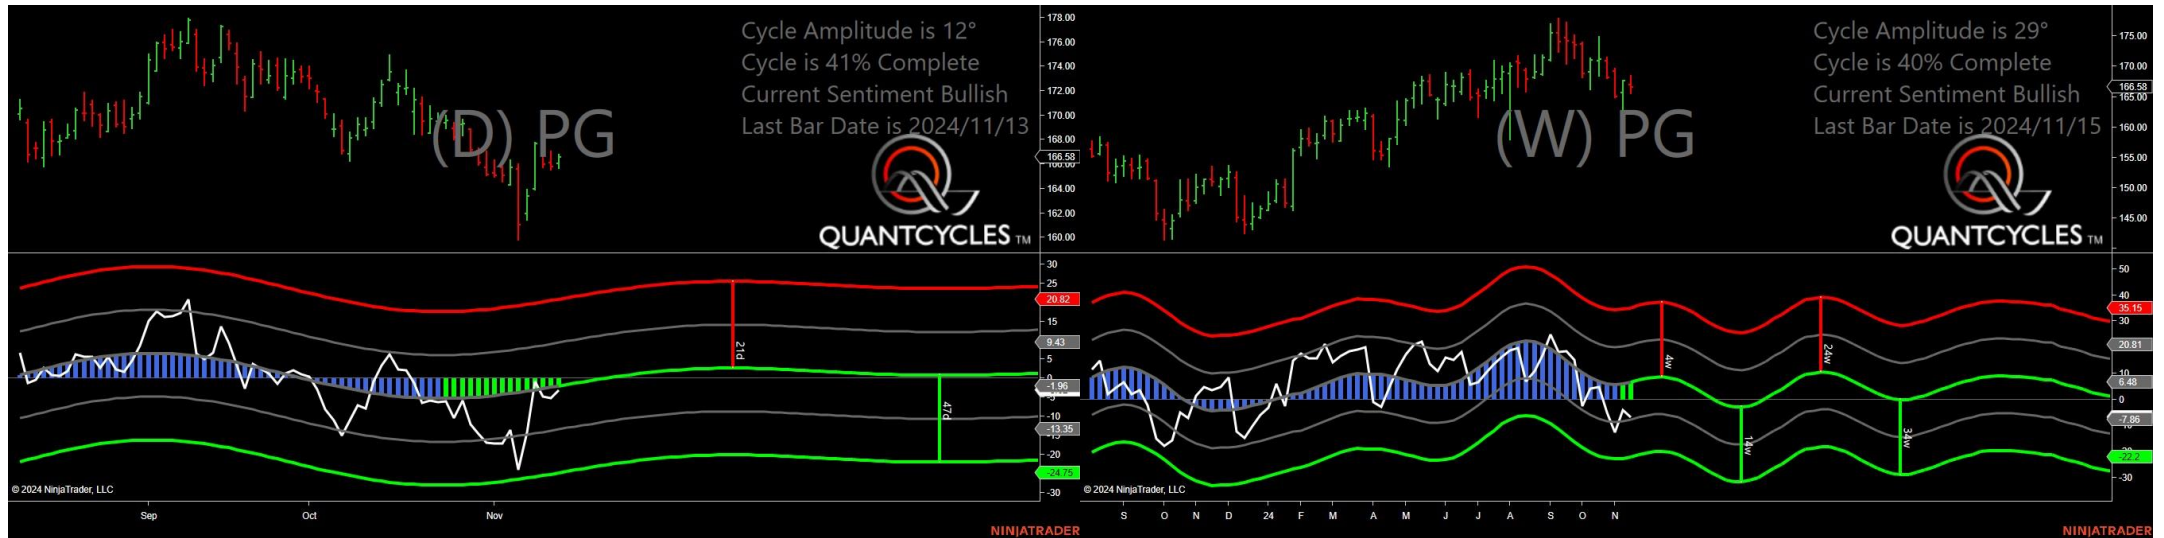 Cycle Amplitude is 12°
Cycle is 41% Complete
Current Sentiment Bullish
Last Bar Date is 2024/11/13
(D) PG
QUANTCYCLES TM
178.00
176.00
174.00
172.00
170.00
168.00
166.58
166.00
164.00
162.00
160.00
30
25
20.82
15
9.43
5
0
-1.96
-5
-10
-13.35
-20
-24.75
-30
21d
47d
© 2024 NinjaTrader, LLC
Sep
Oct
Nov
NINJATRADER
Cycle Amplitude is 29°
Cycle is 40% Complete
Current Sentiment Bullish
Last Bar Date is 2024/11/15
(W) PG
QUANTCYCLES TM
175.00
170.00
166.58
165.00
160.00
155.00
150.00
145.00
50
40
35.15
30
20.81
10
6.48
0
-7.86
-22.2
-30
4w
14w
24w
34w
© 2024 NinjaTrader, LLC
S O N D 24 F M A M J J A S O N
NINJATRADER